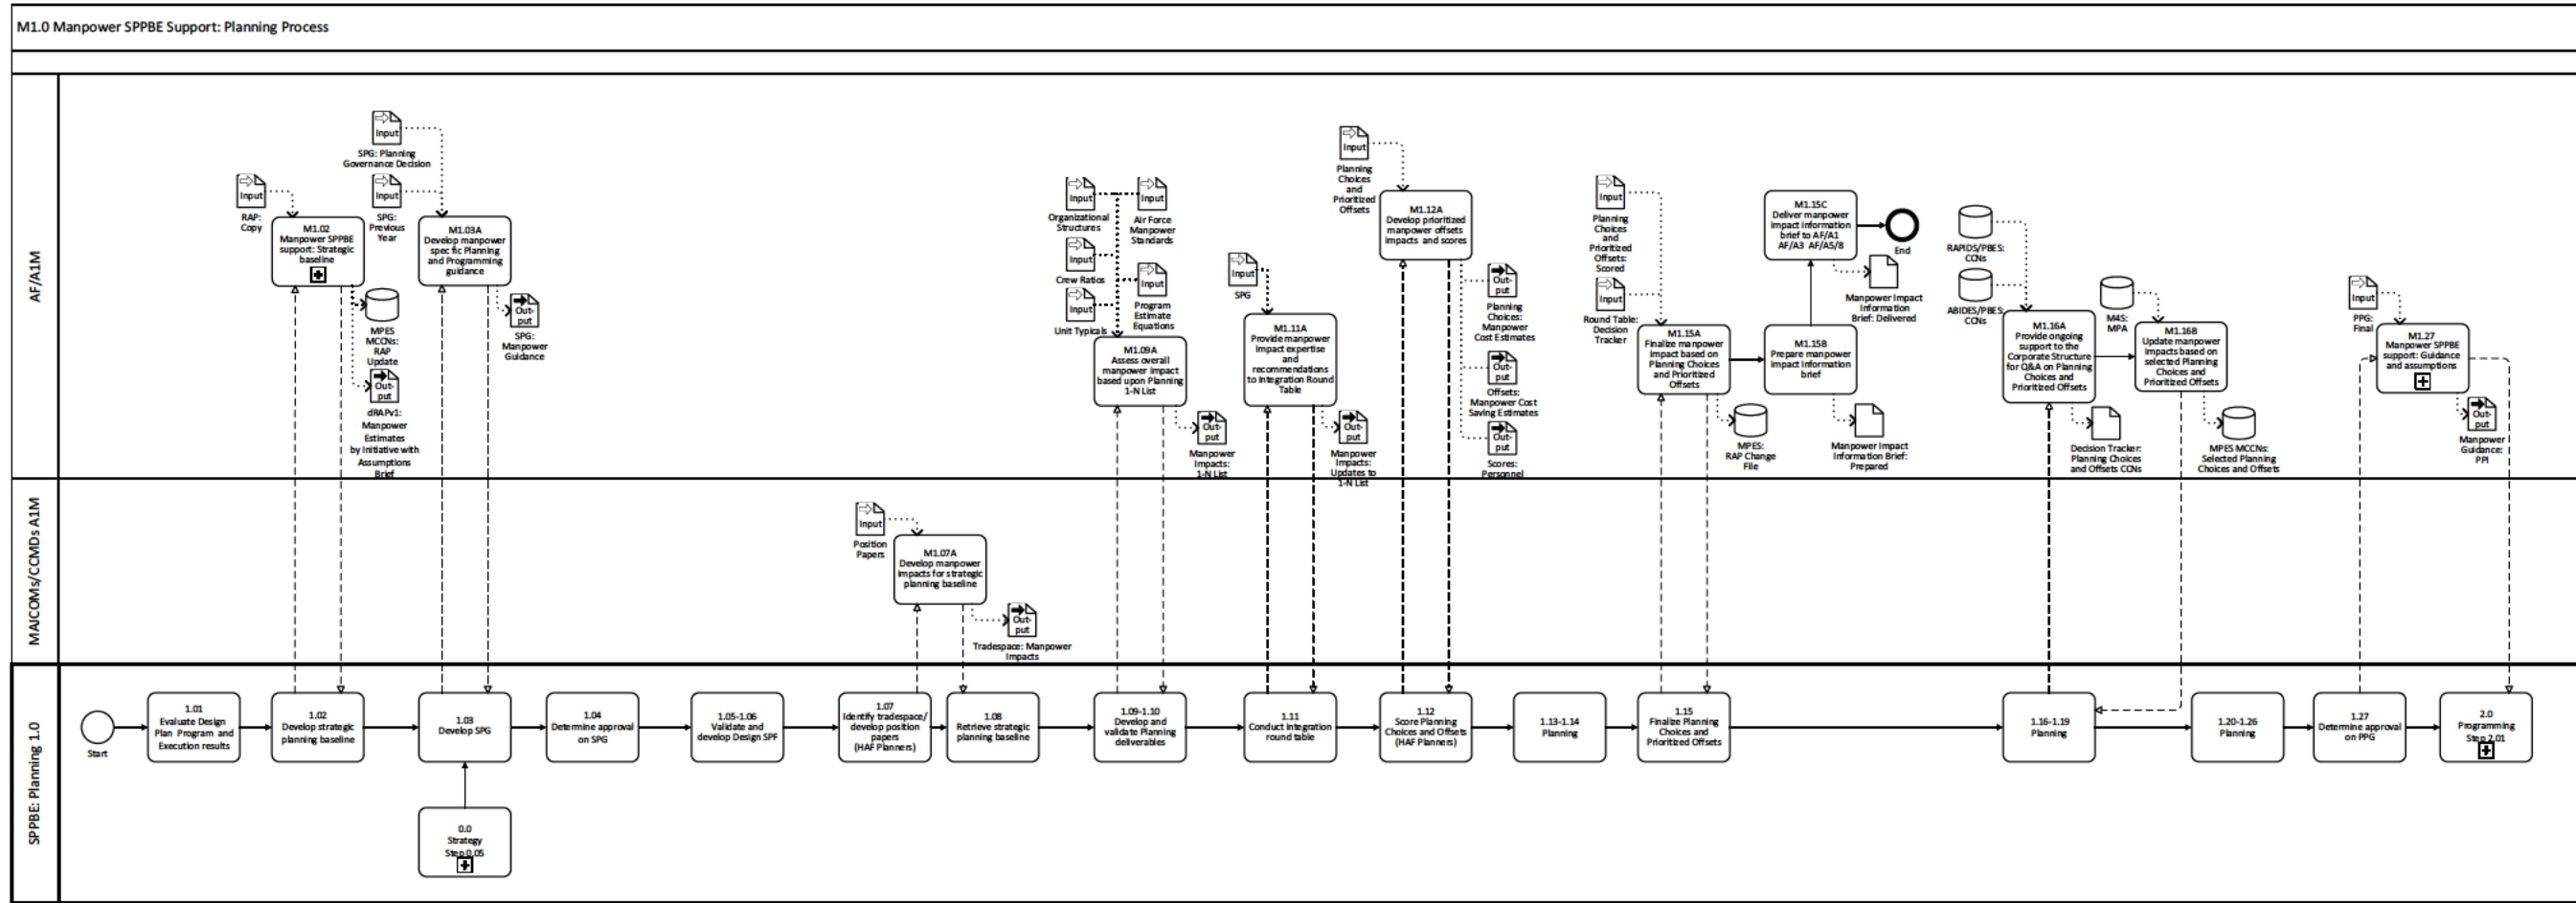 M1.0 Manpower SPPBE Support: Planning Process
AF/A1M
Input
RAP:
Copy
M1.02
Manpower SPPBE
support: Strategic
baseline
MPES
MCCNs:
RAP
Update
Out-
put
dRAPv1:
Manpower
Estimates
by Initiative with
Assumptions
Brief
Input
SPG: Planning
Governance Decision
Input
SPG:
Previous
Year
M1.03A
Develop manpower
spec fic Planning
and Programming
guidance
Out-
put
SPG:
Manpower
Guidance
Input
Organizational
Structures
Input
Air Force
Manpower
Standards
Input
Crew Ratios
Input
Program
Estimate
Equations
Input
Unit Typicals
M1.09A
Assess overall
manpower impact
based upon Planning
1-N List
Out-
put
Manpower
Impacts:
1-N List
Input
SPG
M1.11A
Provide manpower
impact expertise
and
recommendations
to Integration Round
Table
Out-
put
Manpower
Impacts:
Updates to
1-N List
Input
Planning
Choices
and
Prioritized
Offsets
M1.12A
Develop prioritized
manpower offsets
impacts and scores
Out-
put
Planning
Choices:
Manpower
Cost Estimates
Out-
put
Offsets:
Manpower Cost
Saving Estimates
Out-
put
Scores:
Personnel
Input
Planning
Choices
and
Prioritized
Offsets:
Scored
Input
Round Table:
Decision
Tracker
M1.15A
Finalize manpower
impact based on
Planning Choices
and Prioritized
Offsets
MPES:
RAP Change
File
M1.15B
Prepare manpower
impact information
brief
Manpower Impact
Information Brief:
Prepared
M1.15C
Deliver manpower
impact information
brief to AF/A1
AF/A3 AF/A5/8
End
Manpower Impact
Information
Brief: Delivered
RAPIDS/PBES:
CCNs
ABIDES/PBES:
CCNs
M1.16A
Provide ongoing
support to the
Corporate Structure
for Q&A on Planning
Choices and
Prioritized Offsets
Decision Tracker:
Planning Choices
and Offsets CCNs
M4S:
MPA
M1.16B
Update manpower
impacts based on
selected Planning
Choices and
Prioritized Offsets
MPES MCCNs:
Selected Planning
Choices and Offsets
Input
PPG:
Final
M1.27
Manpower SPPBE
support: Guidance
and assumptions
Out-
put
Manpower
Guidance:
PPI
MAJCOMs/CCMDs A1M
Input
Position
Papers
M1.07A
Develop manpower
impacts for strategic
planning baseline
Out-
put
Tradespace: Manpower
Impacts
SPPBE: Planning 1.0
Start
1.01
Evaluate Design
Plan Program and
Execution results
1.02
Develop strategic
planning baseline
1.03
Develop SPG
0.0
Strategy
Step 0.05
1.04
Determine approval
on SPG
1.05-1.06
Validate and
develop Design SPF
1.07
Identify tradespace/
develop position
papers
(HAF Planners)
1.08
Retrieve strategic
planning baseline
1.09-1.10
Develop and
validate Planning
deliverables
1.11
Conduct integration
round table
1.12
Score Planning
Choices and Offsets
(HAF Planners)
1.13-1.14
Planning
1.15
Finalize Planning
Choices and
Prioritized Offsets
1.16-1.19
Planning
1.20-1.26
Planning
1.27
Determine approval
on PPG
2.0
Programming
Step 2.01